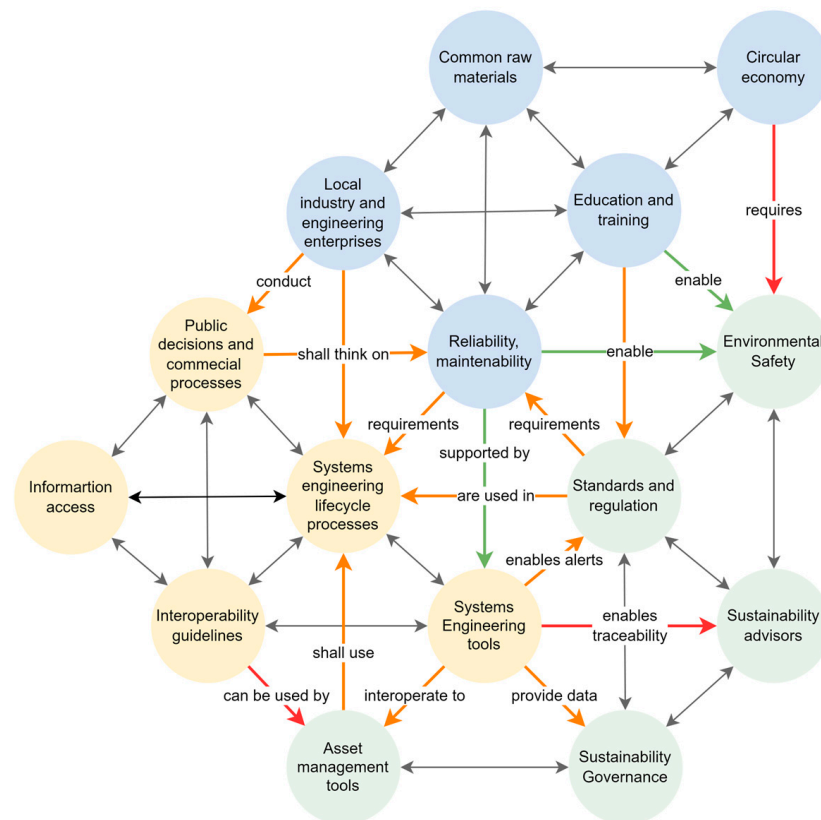 Common raw
materials
Circular
economy
Local
industry and
engineering
enterprises
Education and
training
requires
conduct
enable
Public
decisions and
commecial
processes
shall think on
Reliability,
maintenability
enable
Environmental
Safety
requirements
requirements
supported by
Informartion
access
Systems
engineering
lifecycle
processes
are used in
Standards and
regulation
enables alerts
Interoperability
guidelines
Systems
Engineering
tools
enables
traceability
Sustainability
advisors
shall use
can be used by
interoperate to
provide data
Asset
management
tools
Sustainability
Governance